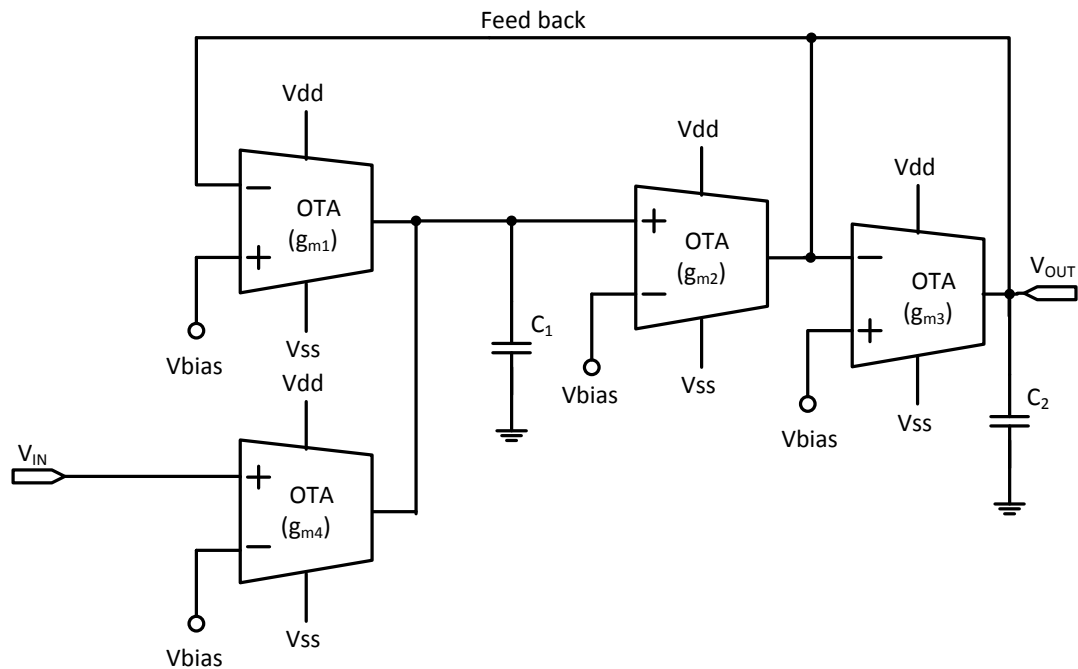 Feed back
Vdd
Vdd
Vdd
−
OTA
(gm1)
+
+
OTA
(gm2)
−
−
OTA
(gm3)
+
VOUT
Vbias
Vss
C1
Vbias
Vss
Vbias
Vss
C2
Vdd
VIN
+
OTA
(gm4)
−
Vbias
Vss